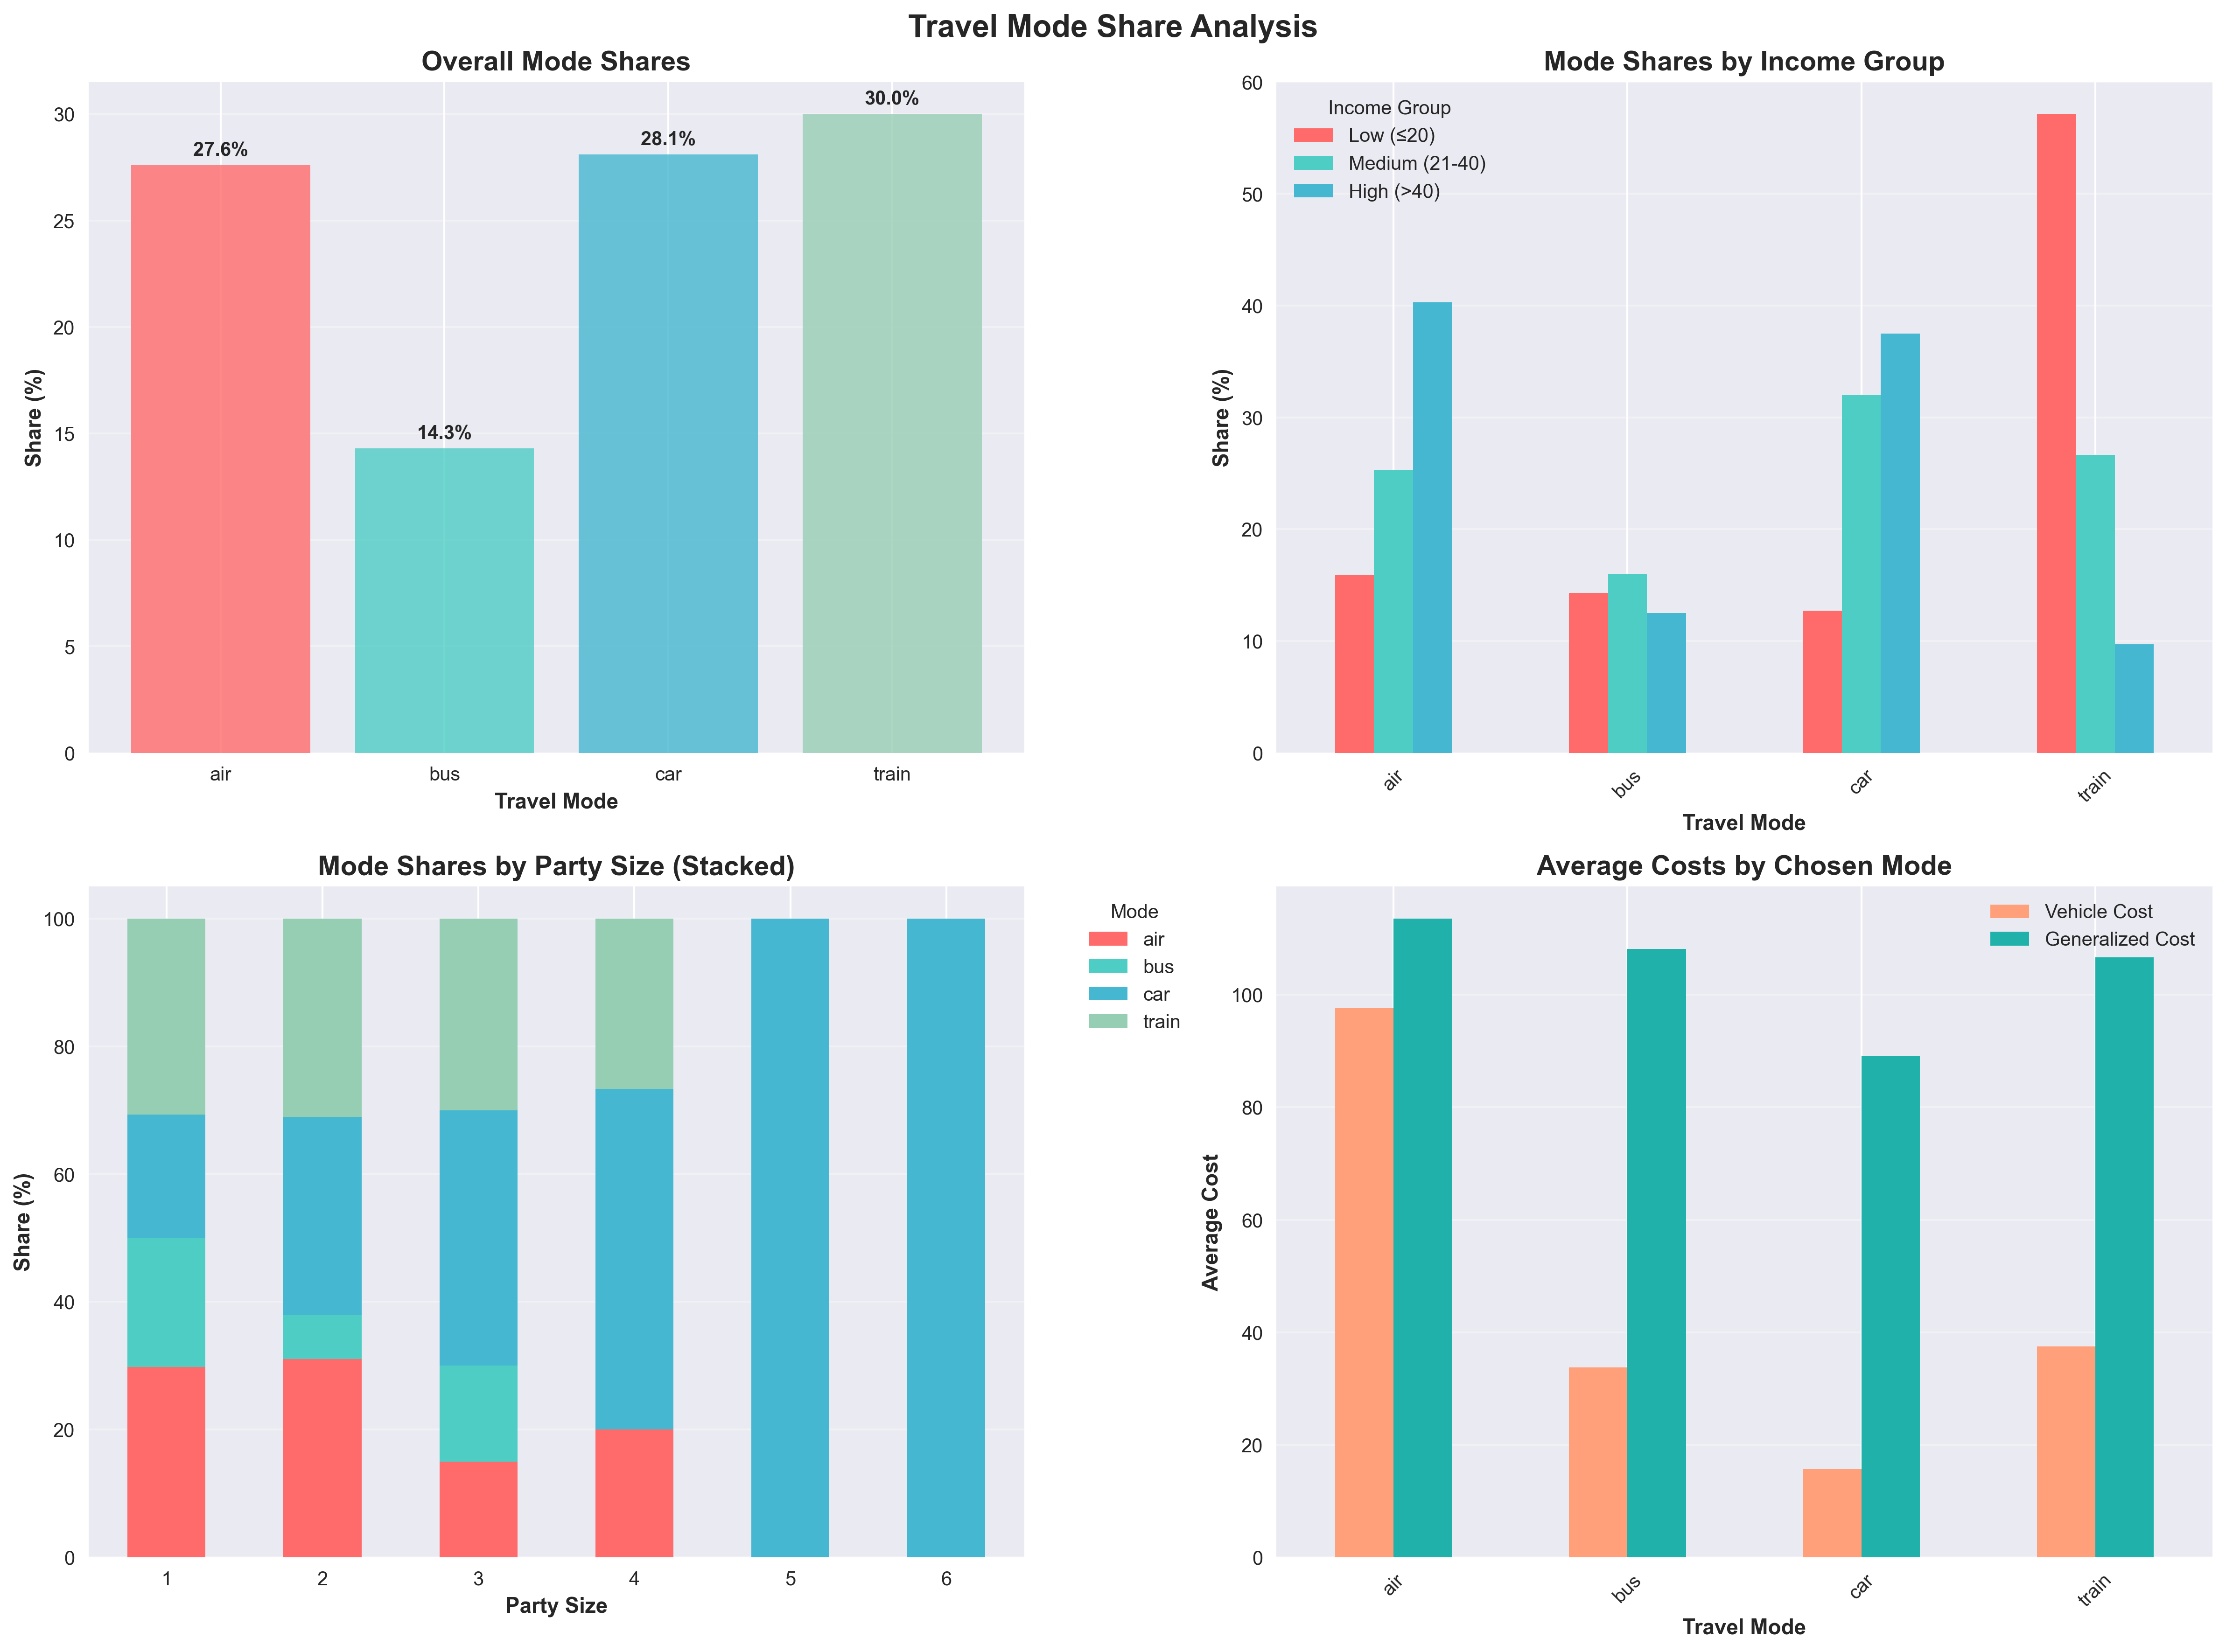 Travel Mode Share Analysis
Overall Mode Shares
Share (%)
30
25
20
15
10
5
0
27.6%
14.3%
28.1%
30.0%
air
bus
car
train
Travel Mode
Mode Shares by Income Group
Share (%)
60
50
40
30
20
10
0
Income Group
Low (≤20)
Medium (21-40)
High (>40)
air
bus
car
train
Travel Mode
Mode Shares by Party Size (Stacked)
Share (%)
100
80
60
40
20
0
1
2
3
4
5
6
Party Size
Mode
air
bus
car
train
Average Costs by Chosen Mode
Average Cost
100
80
60
40
20
0
Vehicle Cost
Generalized Cost
air
bus
car
train
Travel Mode